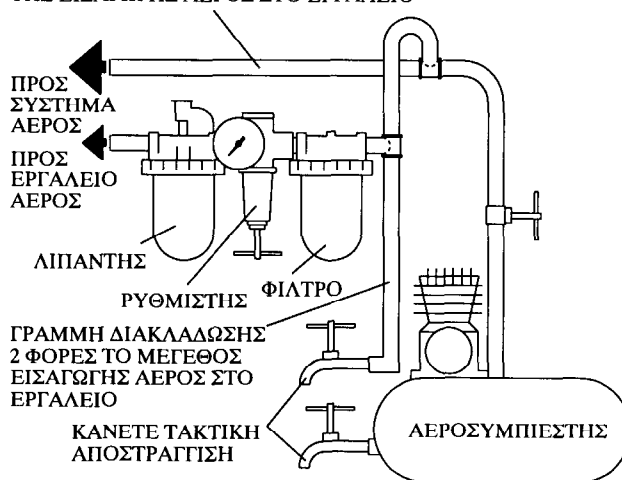 ΠΡΟΣ
ΣΥΣΤΗΜΑ
ΑΕΡΟΣ
ΠΡΟΣ
ΕΡΓΑΛΕΙΟ
ΑΕΡΟΣ
ΛΙΠΑΝΤΗΣ
ΡΥΘΜΙΣΤΗΣ
ΦΙΛΤΡΟ
ΓΡΑΜΜΗ ΔΙΑΚΛΑΔΩΣΗΣ
2 ΦΟΡΕΣ ΤΟ ΜΕΓΕΘΟΣ
ΕΙΣΑΓΩΓΗΣ ΑΕΡΟΣ ΣΤΟ
ΕΡΓΑΛΕΙΟ
ΚΑΝΕΤΕ ΤΑΚΤΙΚΗ
ΑΠΟΣΤΡΑΓΓΙΣΗ
ΑΕΡΟΣΥΜΠΙΕΣΤΗΣ